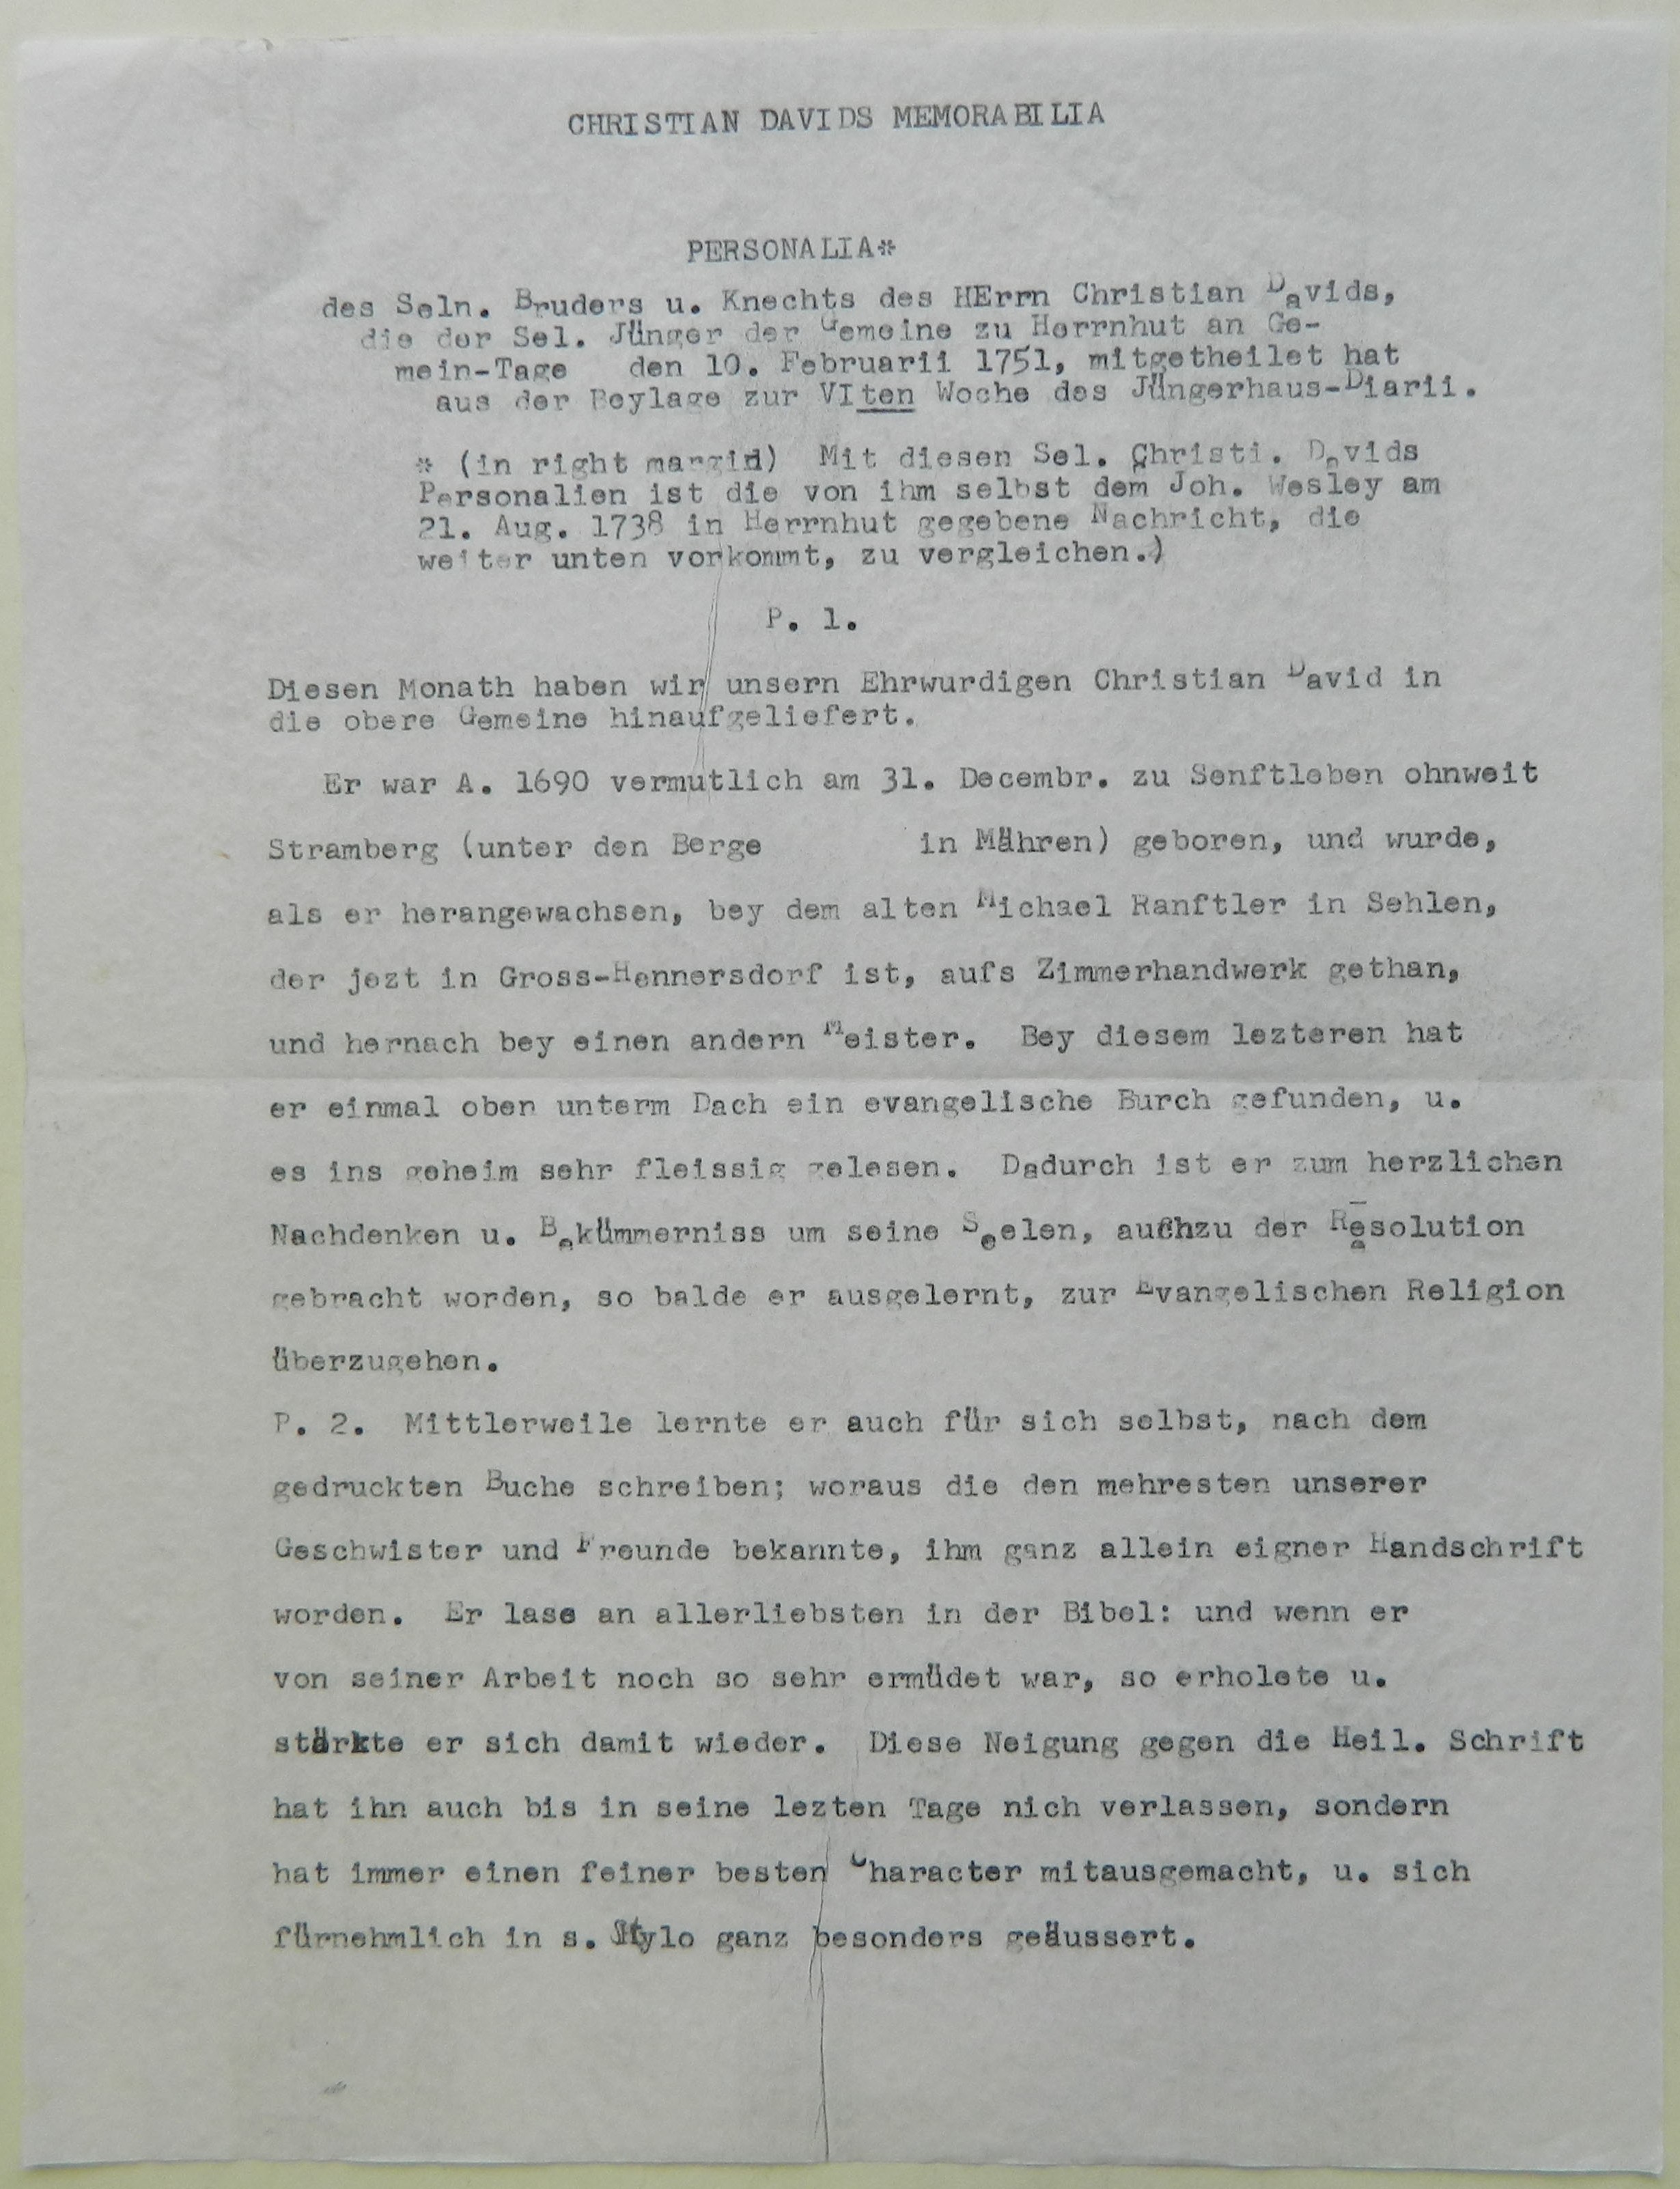 CHRISTIAN DAVIDS MEMORABILIA
PERSONALIA*
des Seln. Bruders u. Knechts des HErrn Christian Davids,
die der Sel. Jünger der Gemeine zu Herrnhut an Ge-
mein-Tage den 10. Februarii 1751, mitgetheilet hat
aus der Beylage zur VIten Woche des Jüngerhaus-Diarii.
* (in right margin) Mit diesen Sel. Christi. Davids
Personalien ist die von ihm selbst dem Joh. Wesley am
21. Aug. 1738 in Herrnhut gegebene Nachricht, die
weiter unten vorkommt, zu vergleichen.)
P. 1.
Diesen Monath haben wir unsern Ehrwurdigen Christian David in
die obere Gemeine hinaufgeliefert.
Er war A. 1690 vermutlich am 31. Decembr. zu Senftleben ohnweit
Stramberg (unter den Berge in Mähren) geboren, und wurde,
als er herangewachsen, bey dem alten Michael Ranftler in Sehlen,
der jezt in Gross-Hennersdorf ist, aufs Zimmerhandwerk gethan,
und hernach bey einen andern Meister. Bey diesem lezteren hat
er einmal oben unterm Dach ein evangelische Burch gefunden, u.
es ins geheim sehr fleissig gelesen. Dadurch ist er zum herzlichen
Nachdenken u. Bekümmerniss um seine Seelen, auchzu der Resolution
gebracht worden, so balde er ausgelernt, zur Evangelischen Religion
überzugehen.
P. 2. Mittlerweile lernte er auch für sich selbst, nach dem
gedruckten Buche schreiben; woraus die den mehresten unserer
Geschwister und Freunde bekannte, ihm ganz allein eigner Handschrift
worden. Er lase an allerliebsten in der Bibel: und wenn er
von seiner Arbeit noch so sehr ermüdet war, so erholete u.
stärkte er sich damit wieder. Diese Neigung gegen die Heil. Schrift
hat ihn auch bis in seine lezten Tage nich verlassen, sondern
hat immer einen feiner besten Character mitausgemacht, u. sich
fürnehmlich in s. Stylo ganz besonders geäussert.